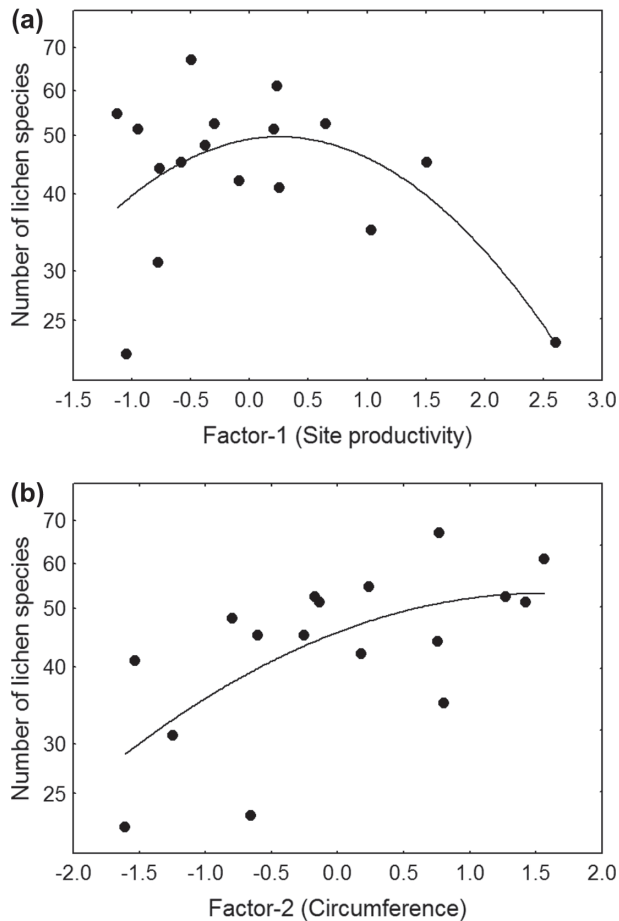 (a)
Number of lichen species
70
60
50
40
30
25
-1.5 -1.0 -0.5 0.0 0.5 1.0 1.5 2.0 2.5 3.0
Factor-1 (Site productivity)
(b)
Number of lichen species
70
60
50
40
30
25
-2.0 -1.5 -1.0 -0.5 0.0 0.5 1.0 1.5 2.0
Factor-2 (Circumference)